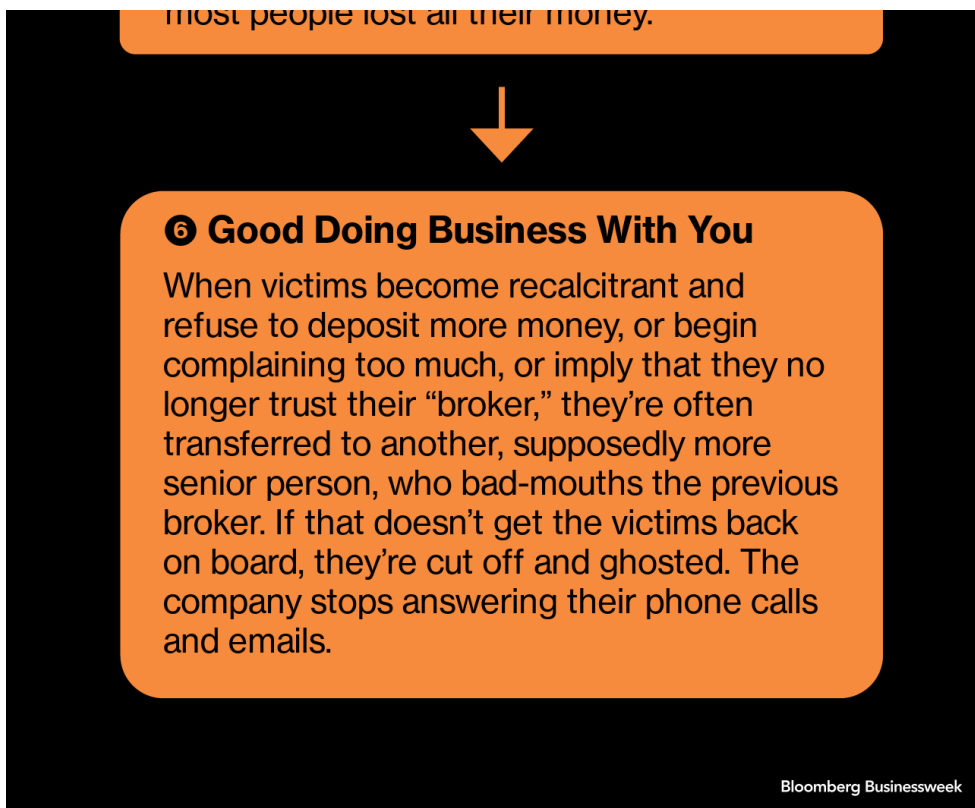 most people lost all their money.
❻ Good Doing Business With You
When victims become recalcitrant and
refuse to deposit more money, or begin
complaining too much, or imply that they no
longer trust their “broker,” they’re often
transferred to another, supposedly more
senior person, who bad-mouths the previous
broker. If that doesn’t get the victims back
on board, they’re cut off and ghosted. The
company stops answering their phone calls
and emails.
Bloomberg Businessweek